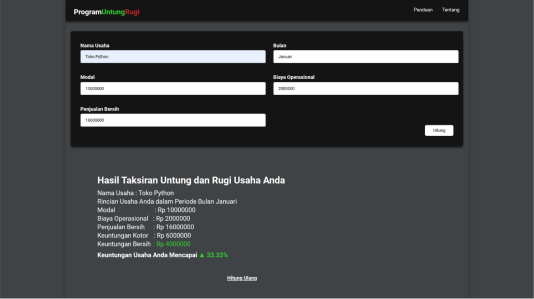 ProgramUntungRugi
Panduan Tentang
Nama Usaha
Toko Python
Bulan
Januari
Modal
10000000
Biaya Operasional
2000000
Penjualan Bersih
16000000
Hitung
Hasil Taksiran Untung dan Rugi Usaha Anda
Nama Usaha : Toko Python
Rincian Usaha Anda dalam Periode Bulan Januari
Modal : Rp 10000000
Biaya Operasional : Rp 2000000
Penjualan Bersih : Rp 16000000
Keuntungan Kotor : Rp 6000000
Keuntungan Bersih : Rp 4000000
Keuntungan Usaha Anda Mencapai ▲ 33.33%
Hitung Ulang